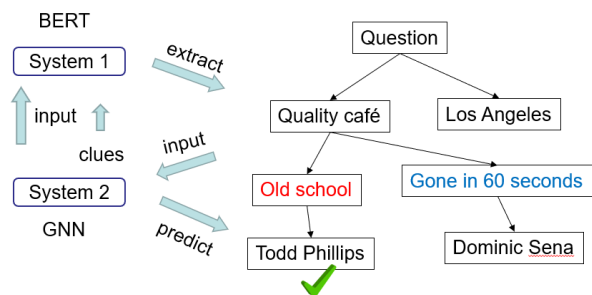 BERT
System 1
extract
input
clues
input
System 2
GNN
predict
Question
Quality café
Los Angeles
Old school
Gone in 60 seconds
Todd Phillips
Dominic Sena